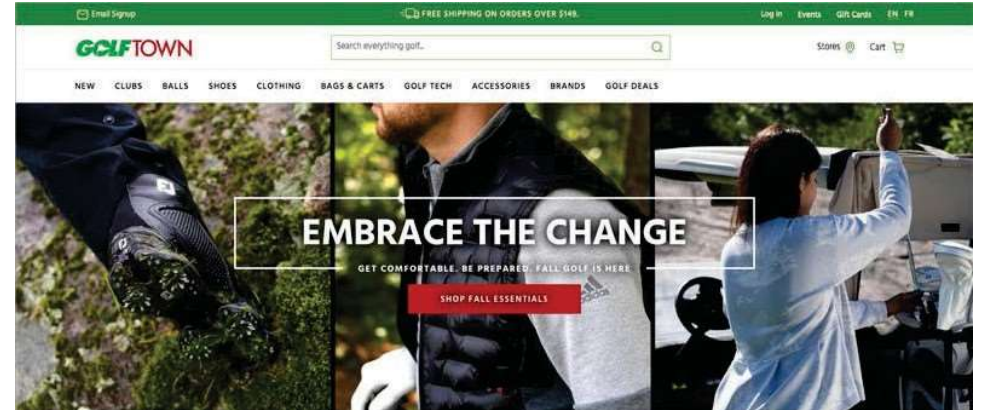 Email Signup
FREE SHIPPING ON ORDERS OVER $149.
Log In Events Gift Cards EN FR
GOLFTOWN
Search everything golf...
Stores Cart
NEW CLUBS BALLS SHOES CLOTHING BAGS & CARTS GOLF TECH ACCESSORIES BRANDS GOLF DEALS
FJ
EMBRACE THE CHANGE
GET COMFORTABLE. BE PREPARED. FALL GOLF IS HERE
adidas
SHOP FALL ESSENTIALS